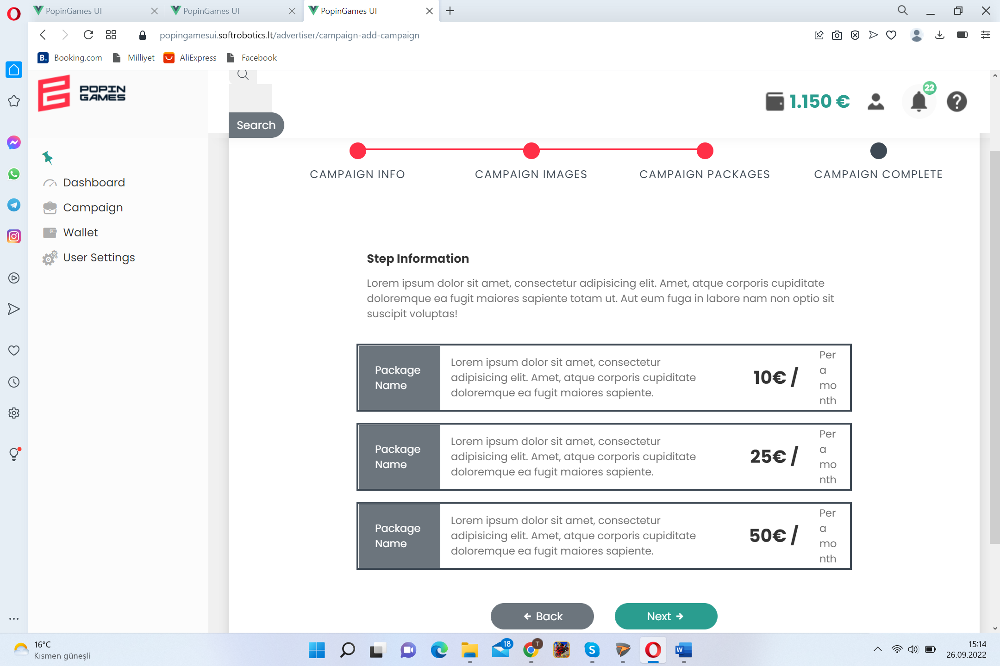 PopinGames UI
PopinGames UI
PopinGames UI
popingamesui.softrobotics.lt/advertiser/campaign-add-campaign
B. Booking.com
Milliyet
AliExpress
Facebook
POPIN
GAMES
1.150 €
22
Search
CAMPAIGN INFO
CAMPAIGN IMAGES
CAMPAIGN PACKAGES
CAMPAIGN COMPLETE
Dashboard
Campaign
Wallet
User Settings
Step Information
Lorem ipsum dolor sit amet, consectetur adipisicing elit. Amet, atque corporis cupiditate
doloremque ea fugit maiores sapiente totam ut. Aut eum fuga in labore nam non optio sit
suscipit voluptas!
Package
Name
Lorem ipsum dolor sit amet, consectetur
adipisicing elit. Amet, atque corporis cupiditate
doloremque ea fugit maiores sapiente.
10€ /
Per
a
mo
nth
Package
Name
Lorem ipsum dolor sit amet, consectetur
adipisicing elit. Amet, atque corporis cupiditate
doloremque ea fugit maiores sapiente.
25€ /
Per
a
mo
nth
Package
Name
Lorem ipsum dolor sit amet, consectetur
adipisicing elit. Amet, atque corporis cupiditate
doloremque ea fugit maiores sapiente.
50€ /
Per
a
mo
nth
Back
Next
16°C
Kısmen güneşli
18
T
S
W
15:14
26.09.2022